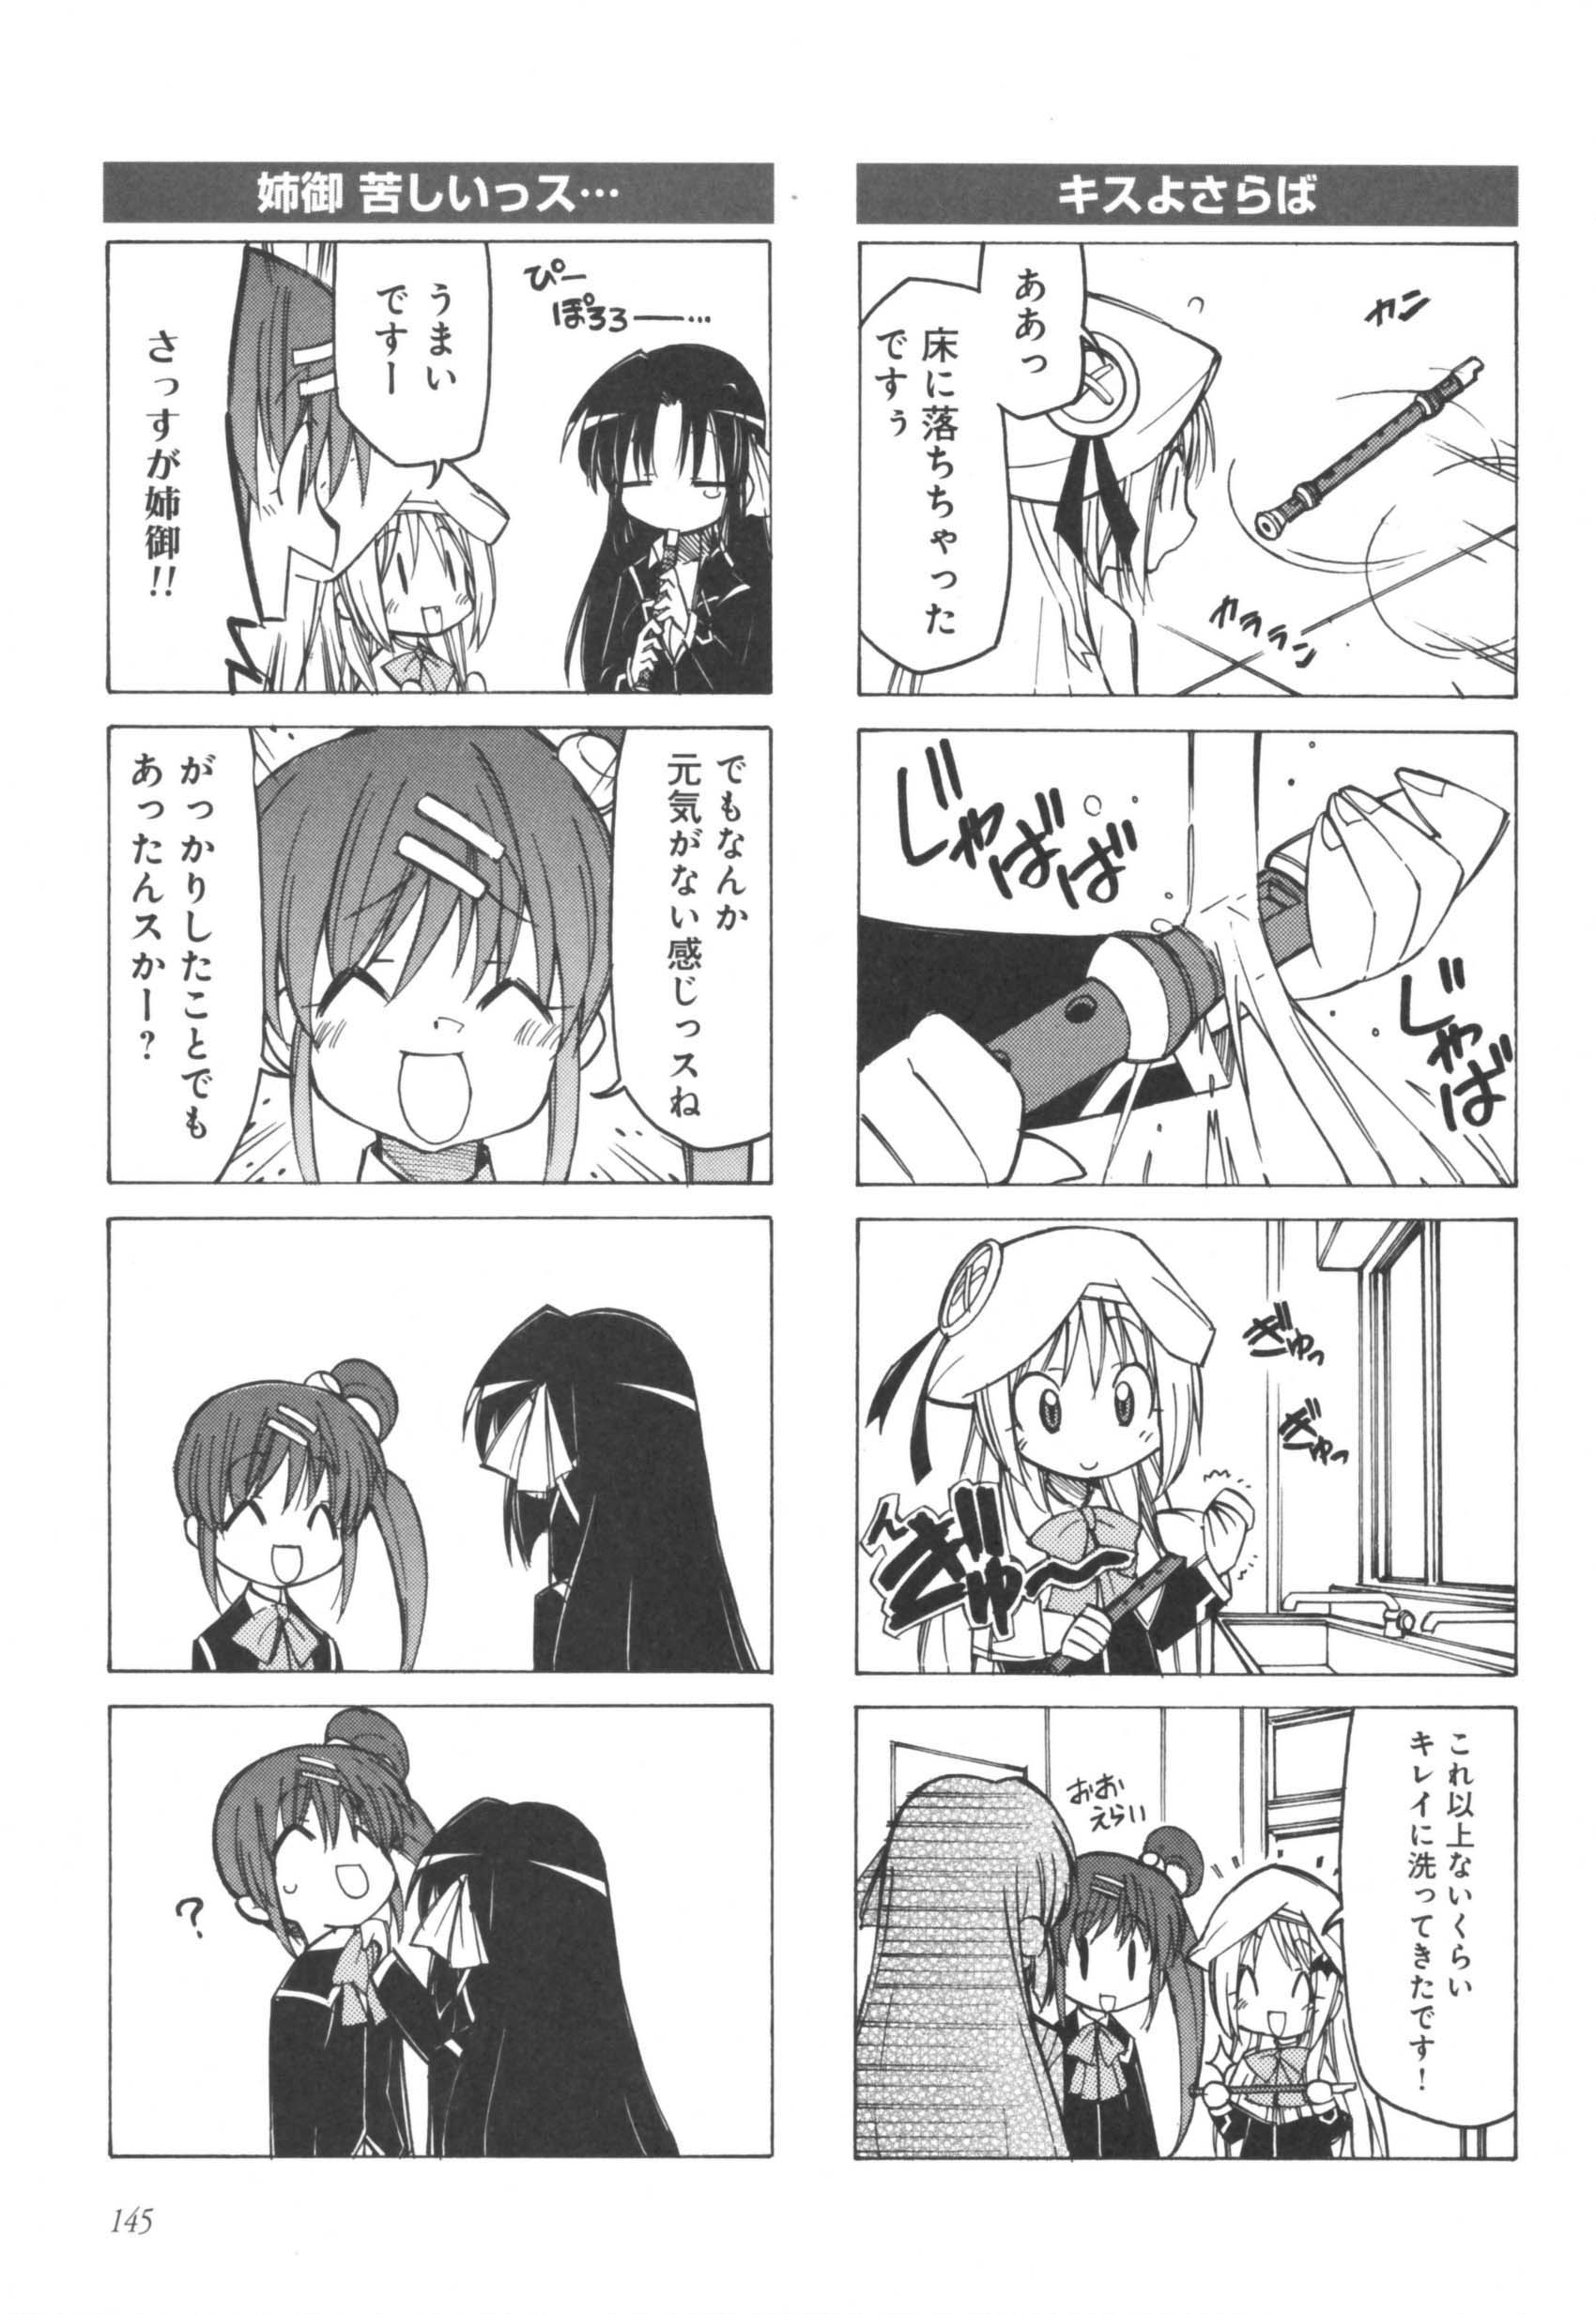 キスよさらば
カン
ああっ
床に落ちちゃった
ですぅ
カララン
じゃばば
じゃば
ぎゅっ
ぎゅっ
これ以上ないくらい
キレイに洗ってきたです！
おお
えらい
姉御 苦しいっス…
ぴー
ぽろろ――…
うまい
ですー
さっすが姉御!!
でもなんか
元気がない感じっスね
がっかりしたことでも
あったんスかー？
？
145